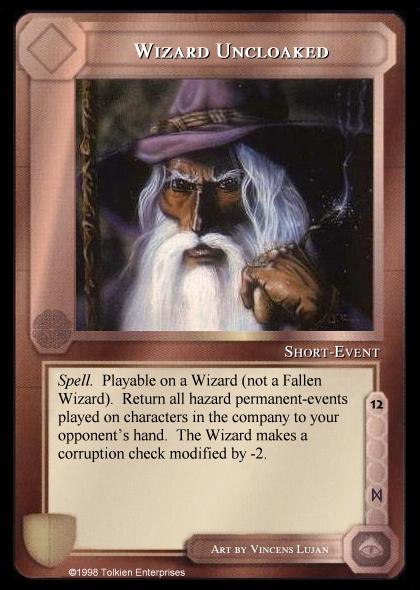 Wizard Uncloaked
Short-Event
Spell. Playable on a Wizard (not a Fallen
Wizard). Return all hazard permanent-events
played on characters in the company to your
opponent's hand. The Wizard makes a
corruption check modified by -2.
12
Art by Vincens Lujan
©1998 Tolkien Enterprises